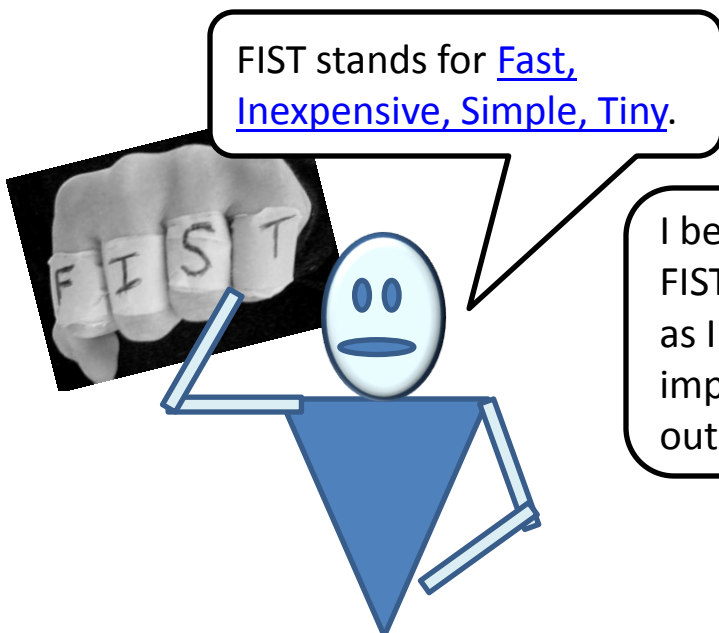 FIST stands for Fast,
Inexpensive, Simple, Tiny.
F I S T
I be
FIST
as I
imp
out